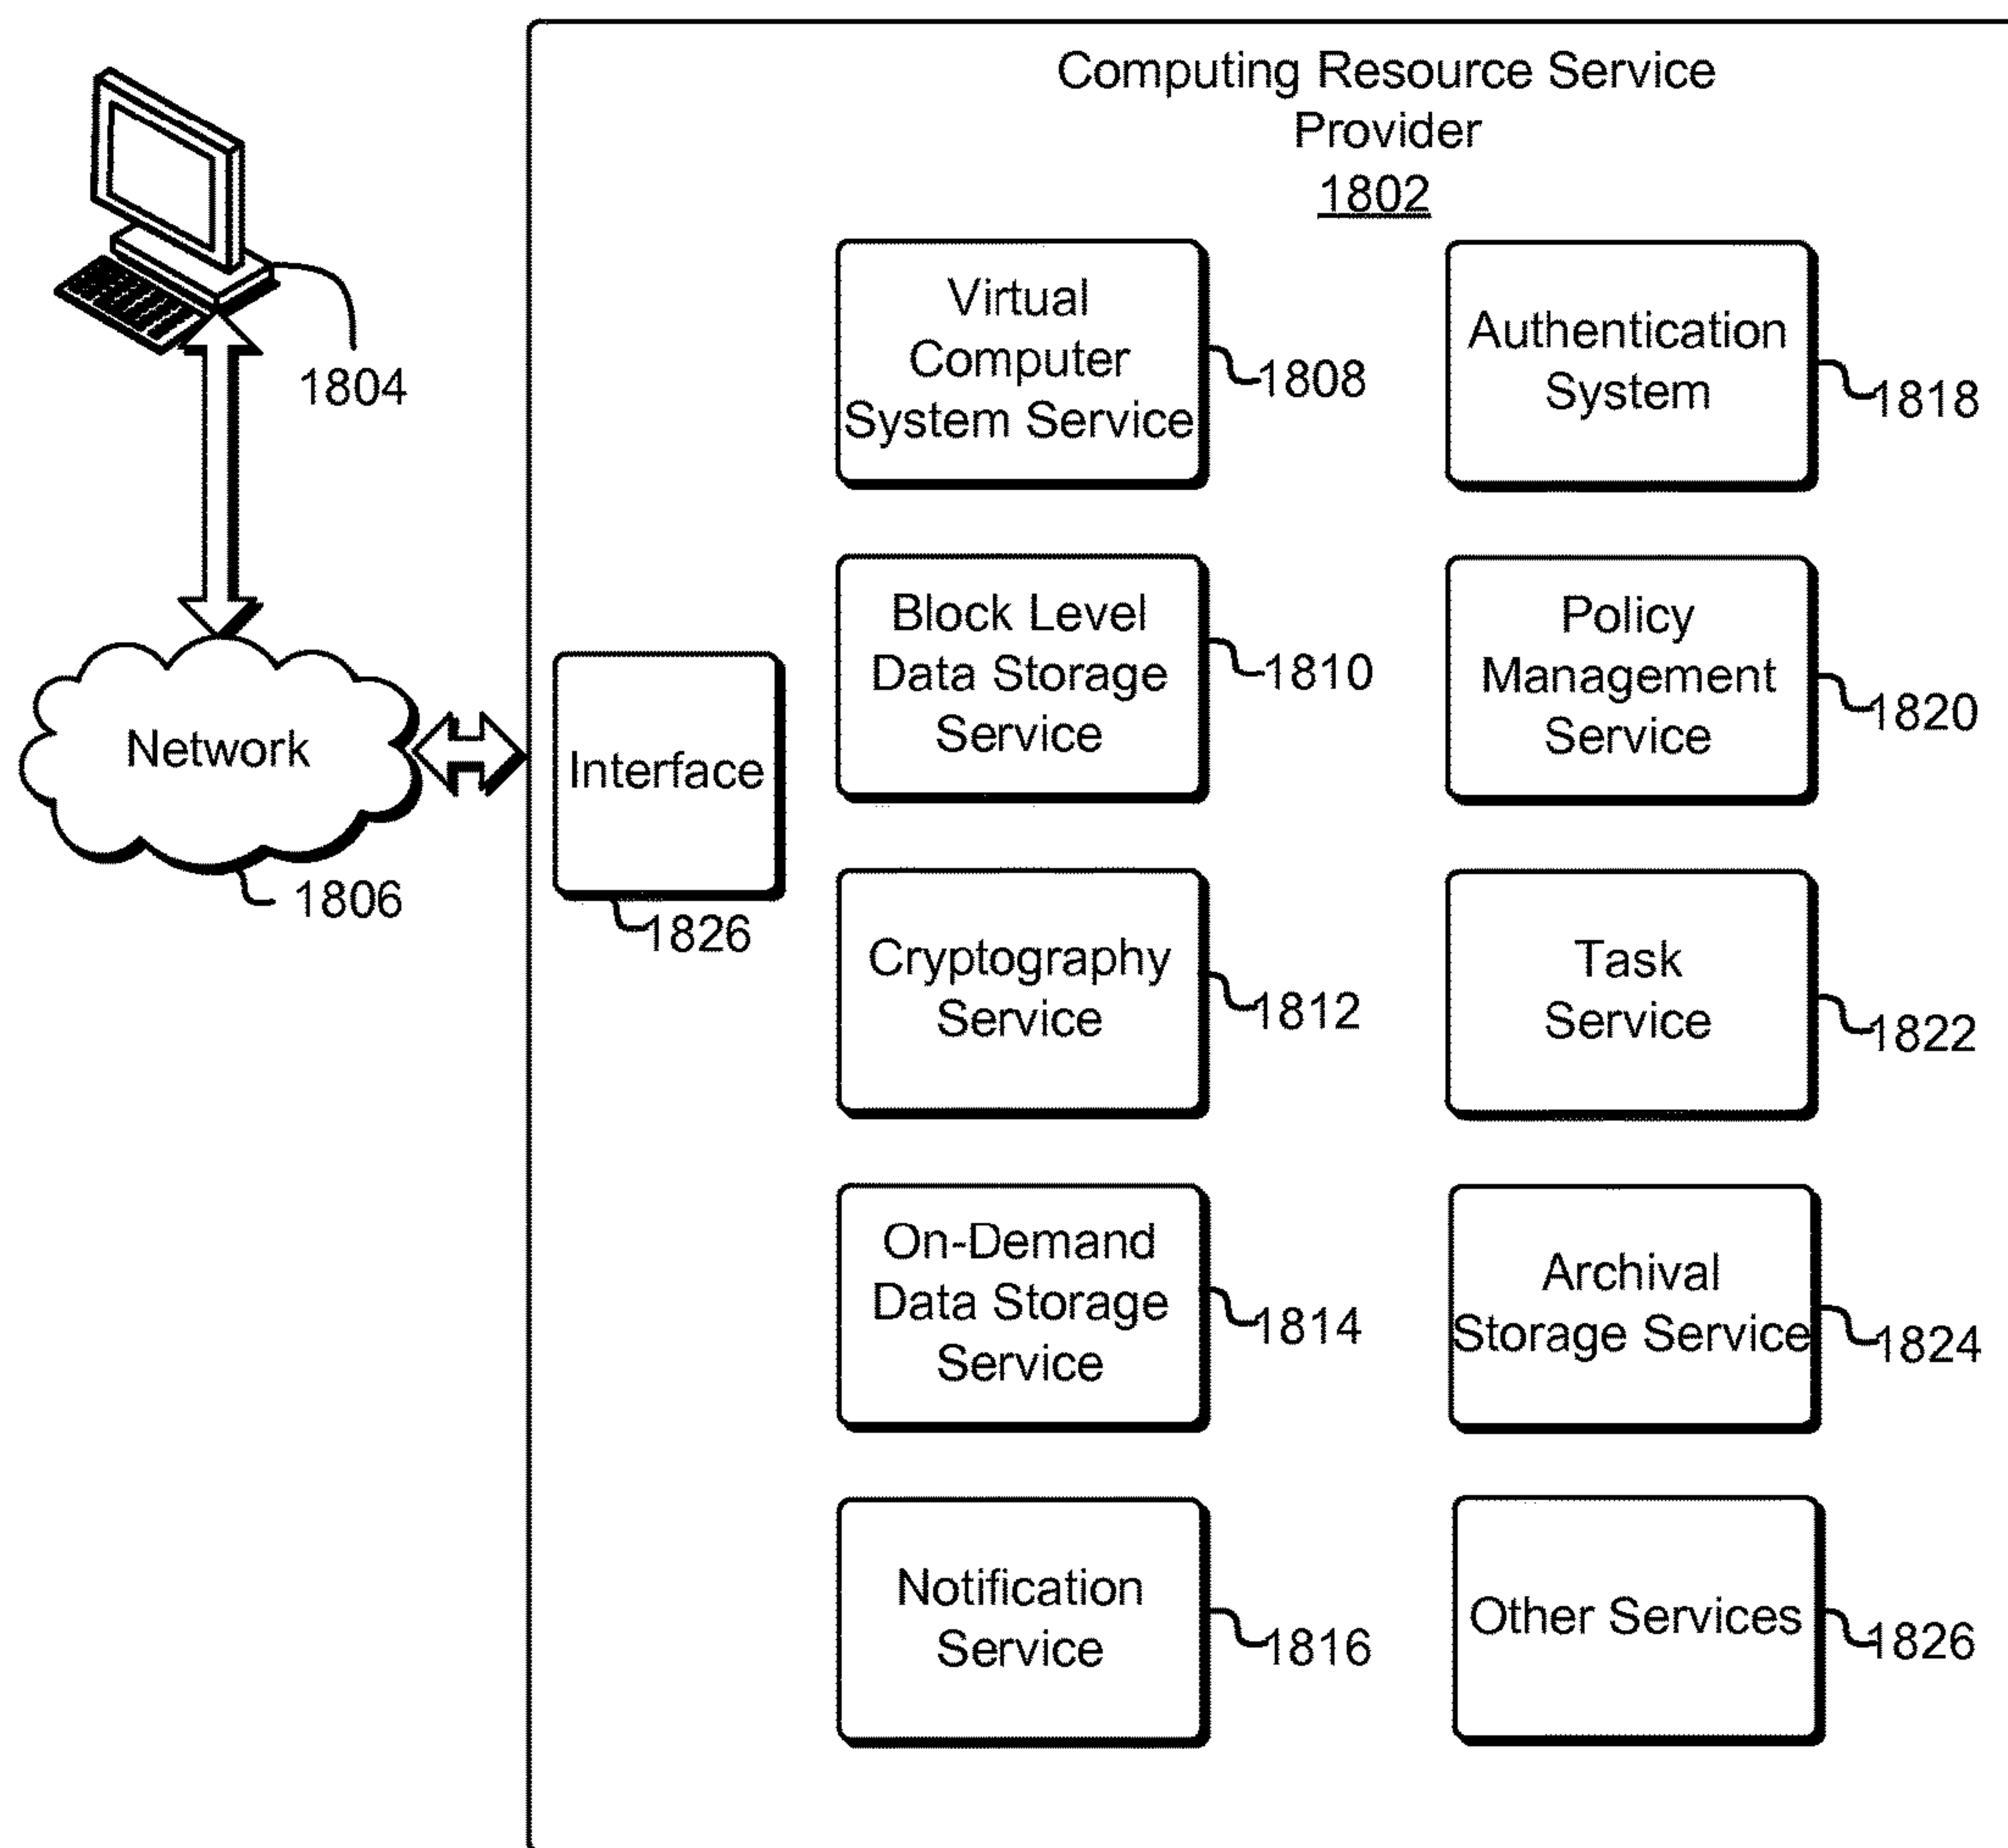 Computing Resource Service
Provider
1802
1804
Network
1806
Interface
1826
Virtual
Computer
System Service
1808
Authentication
System
1818
Block Level
Data Storage
Service
1810
Policy
Management
Service
1820
Cryptography
Service
1812
Task
Service
1822
On-Demand
Data Storage
Service
1814
Archival
Storage Service
1824
Notification
Service
1816
Other Services
1826